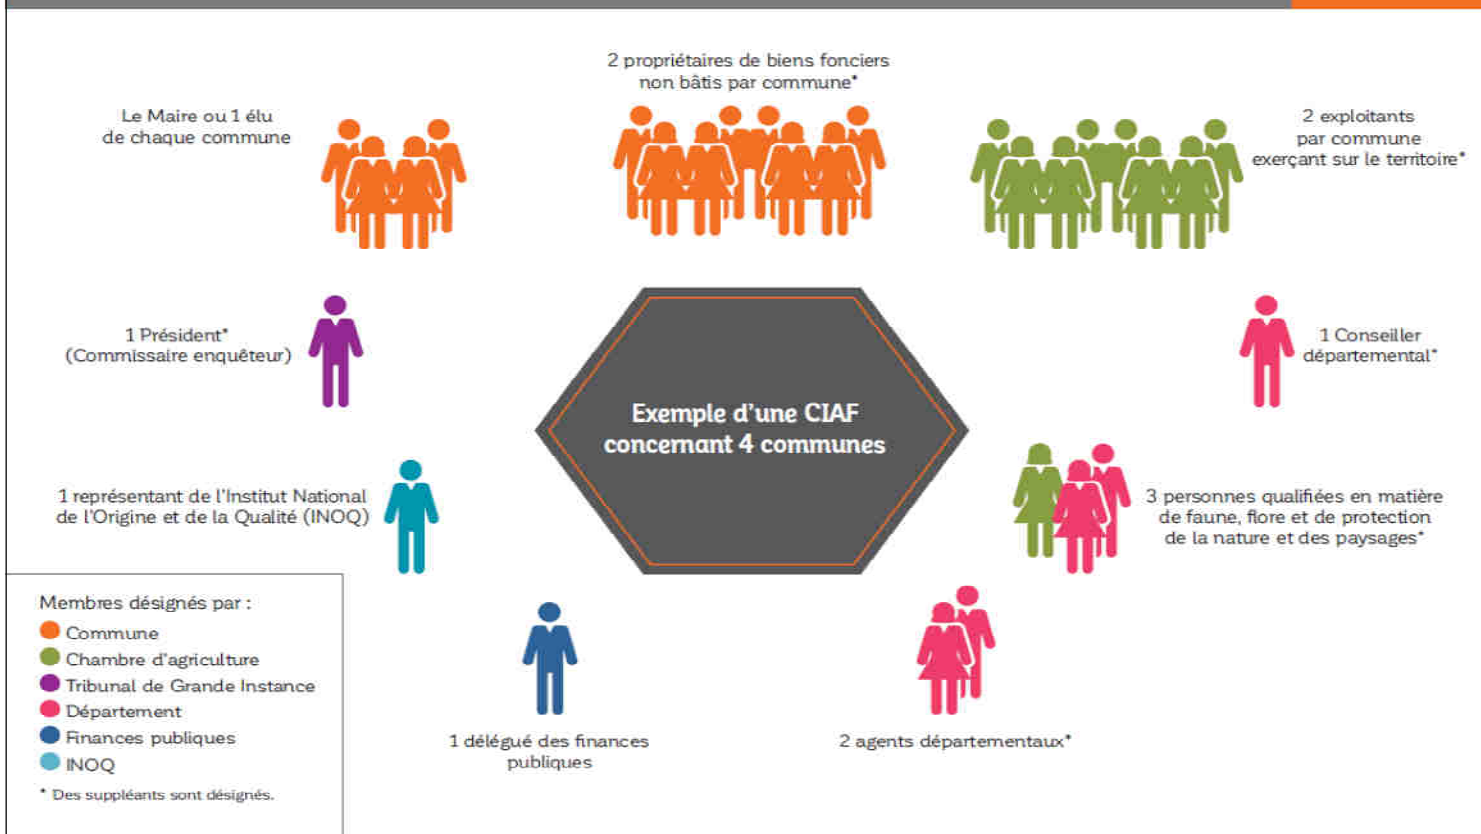 2 propriétaires de biens fonciers
non bâtis par commune*
Le Maire ou 1 élu
de chaque commune
2 exploitants
par commune
exerçant sur le territoire*
1 Président*
(Commissaire enquêteur)
1 Conseiller
départemental*
Exemple d'une CIAF
concernant 4 communes
1 représentant de l'Institut National
de l'Origine et de la Qualité (INOQ)
3 personnes qualifiées en matière
de faune, flore et de protection
de la nature et des paysages*
Membres désignés par :
Commune
Chambre d'agriculture
Tribunal de Grande Instance
Département
Finances publiques
INOQ
* Des suppléants sont désignés.
1 délégué des finances
publiques
2 agents départementaux*